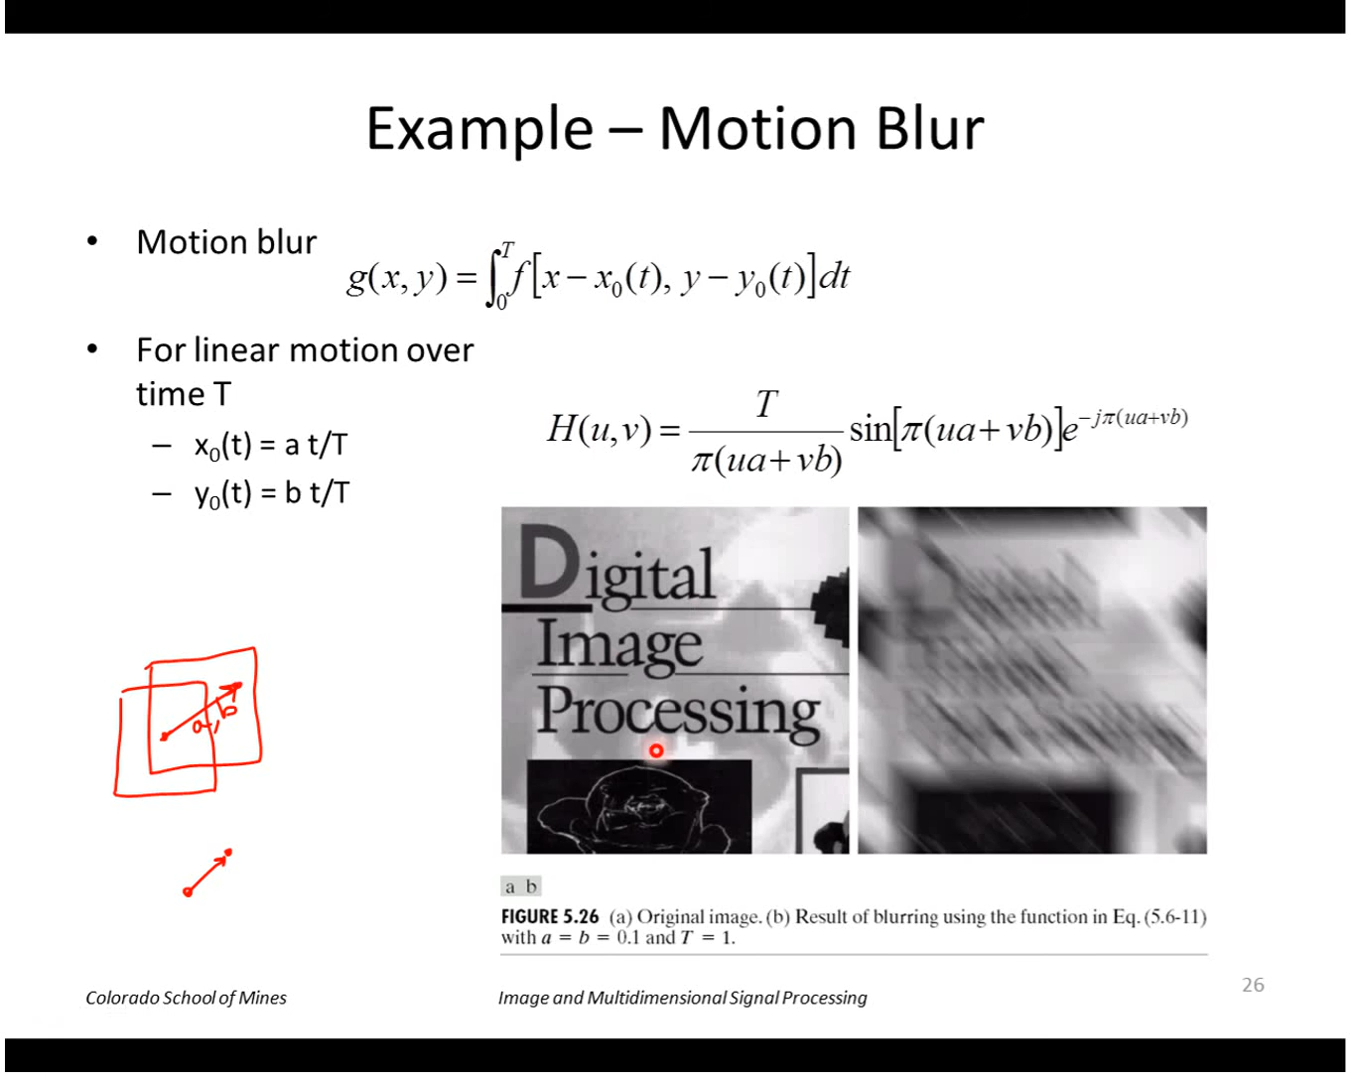 Example – Motion Blur
• Motion blur
g(x, y) = ∫₀ᵀ f[x − x₀(t), y − y₀(t)]dt
• For linear motion over
time T
– x₀(t) = a t/T
– y₀(t) = b t/T
H(u,v) = T / π(ua + vb) sin[π(ua + vb)]e^{−jπ(ua+vb)}
Digital
Image
Processing
a, b
a b
FIGURE 5.26 (a) Original image. (b) Result of blurring using the function in Eq. (5.6-11)
with a = b = 0.1 and T = 1.
Colorado School of Mines
Image and Multidimensional Signal Processing
26